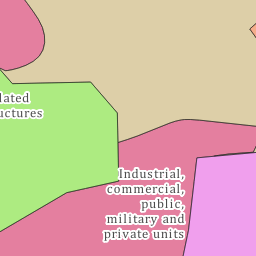 lated
uctures
Industrial,
commercial,
public,
military and
private units